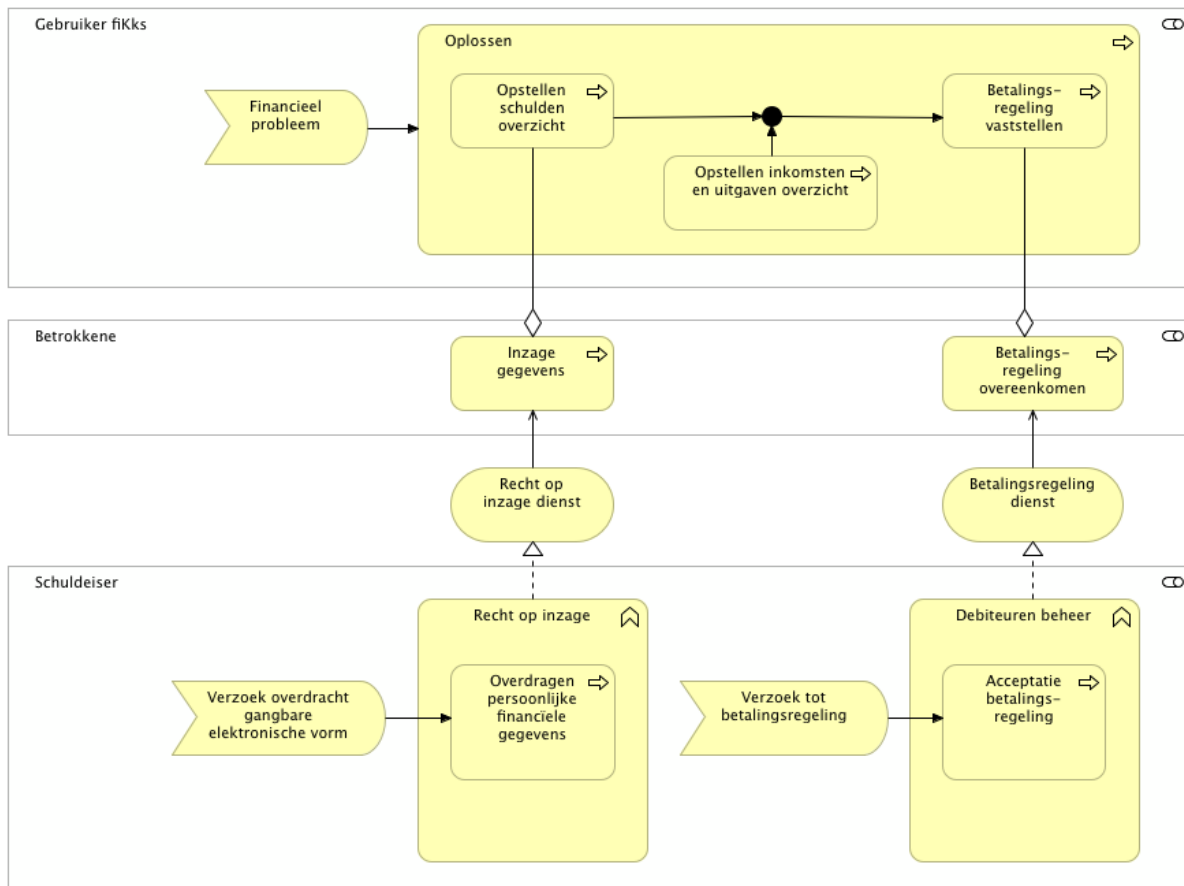 Gebruiker fiKks
Oplossen
Financieel
probleem
Opstellen
schulden
overzicht
Betalings-
regeling
vaststellen
Opstellen inkomsten
en uitgaven overzicht
Betrokkene
Inzage
gegevens
Betalings-
regeling
overeenkomen
Recht op
inzage dienst
Betalingsregeling
dienst
Schuldeiser
Recht op inzage
Debiteuren beheer
Verzoek overdracht
gangbare
elektronische vorm
Overdragen
persoonlijke
financïele
gegevens
Verzoek tot
betalingsregeling
Acceptatie
betalings-
regeling